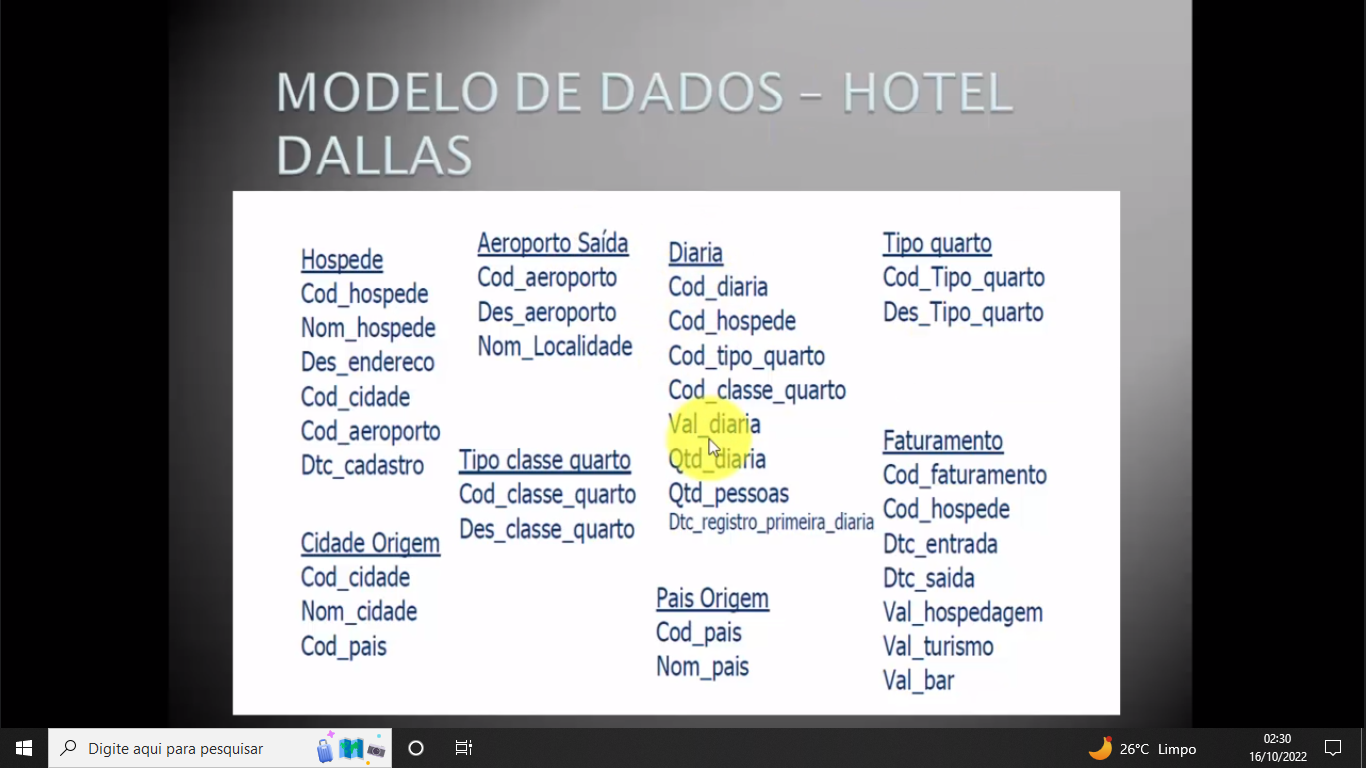 MODELO DE DADOS – HOTEL
DALLAS
Hospede
Cod_hospede
Nom_hospede
Des_endereco
Cod_cidade
Cod_aeroporto
Dtc_cadastro
Cidade Origem
Cod_cidade
Nom_cidade
Cod_pais
Aeroporto Saída
Cod_aeroporto
Des_aeroporto
Nom_Localidade
Tipo classe quarto
Cod_classe_quarto
Des_classe_quarto
Diaria
Cod_diaria
Cod_hospede
Cod_tipo_quarto
Cod_classe_quarto
Val_diaria
Qtd_diaria
Qtd_pessoas
Dtc_registro_primeira_diaria
Pais Origem
Cod_pais
Nom_pais
Tipo quarto
Cod_Tipo_quarto
Des_Tipo_quarto
Faturamento
Cod_faturamento
Cod_hospede
Dtc_entrada
Dtc_saida
Val_hospedagem
Val_turismo
Val_bar
Digite aqui para pesquisar
26°C Limpo
02:30
16/10/2022